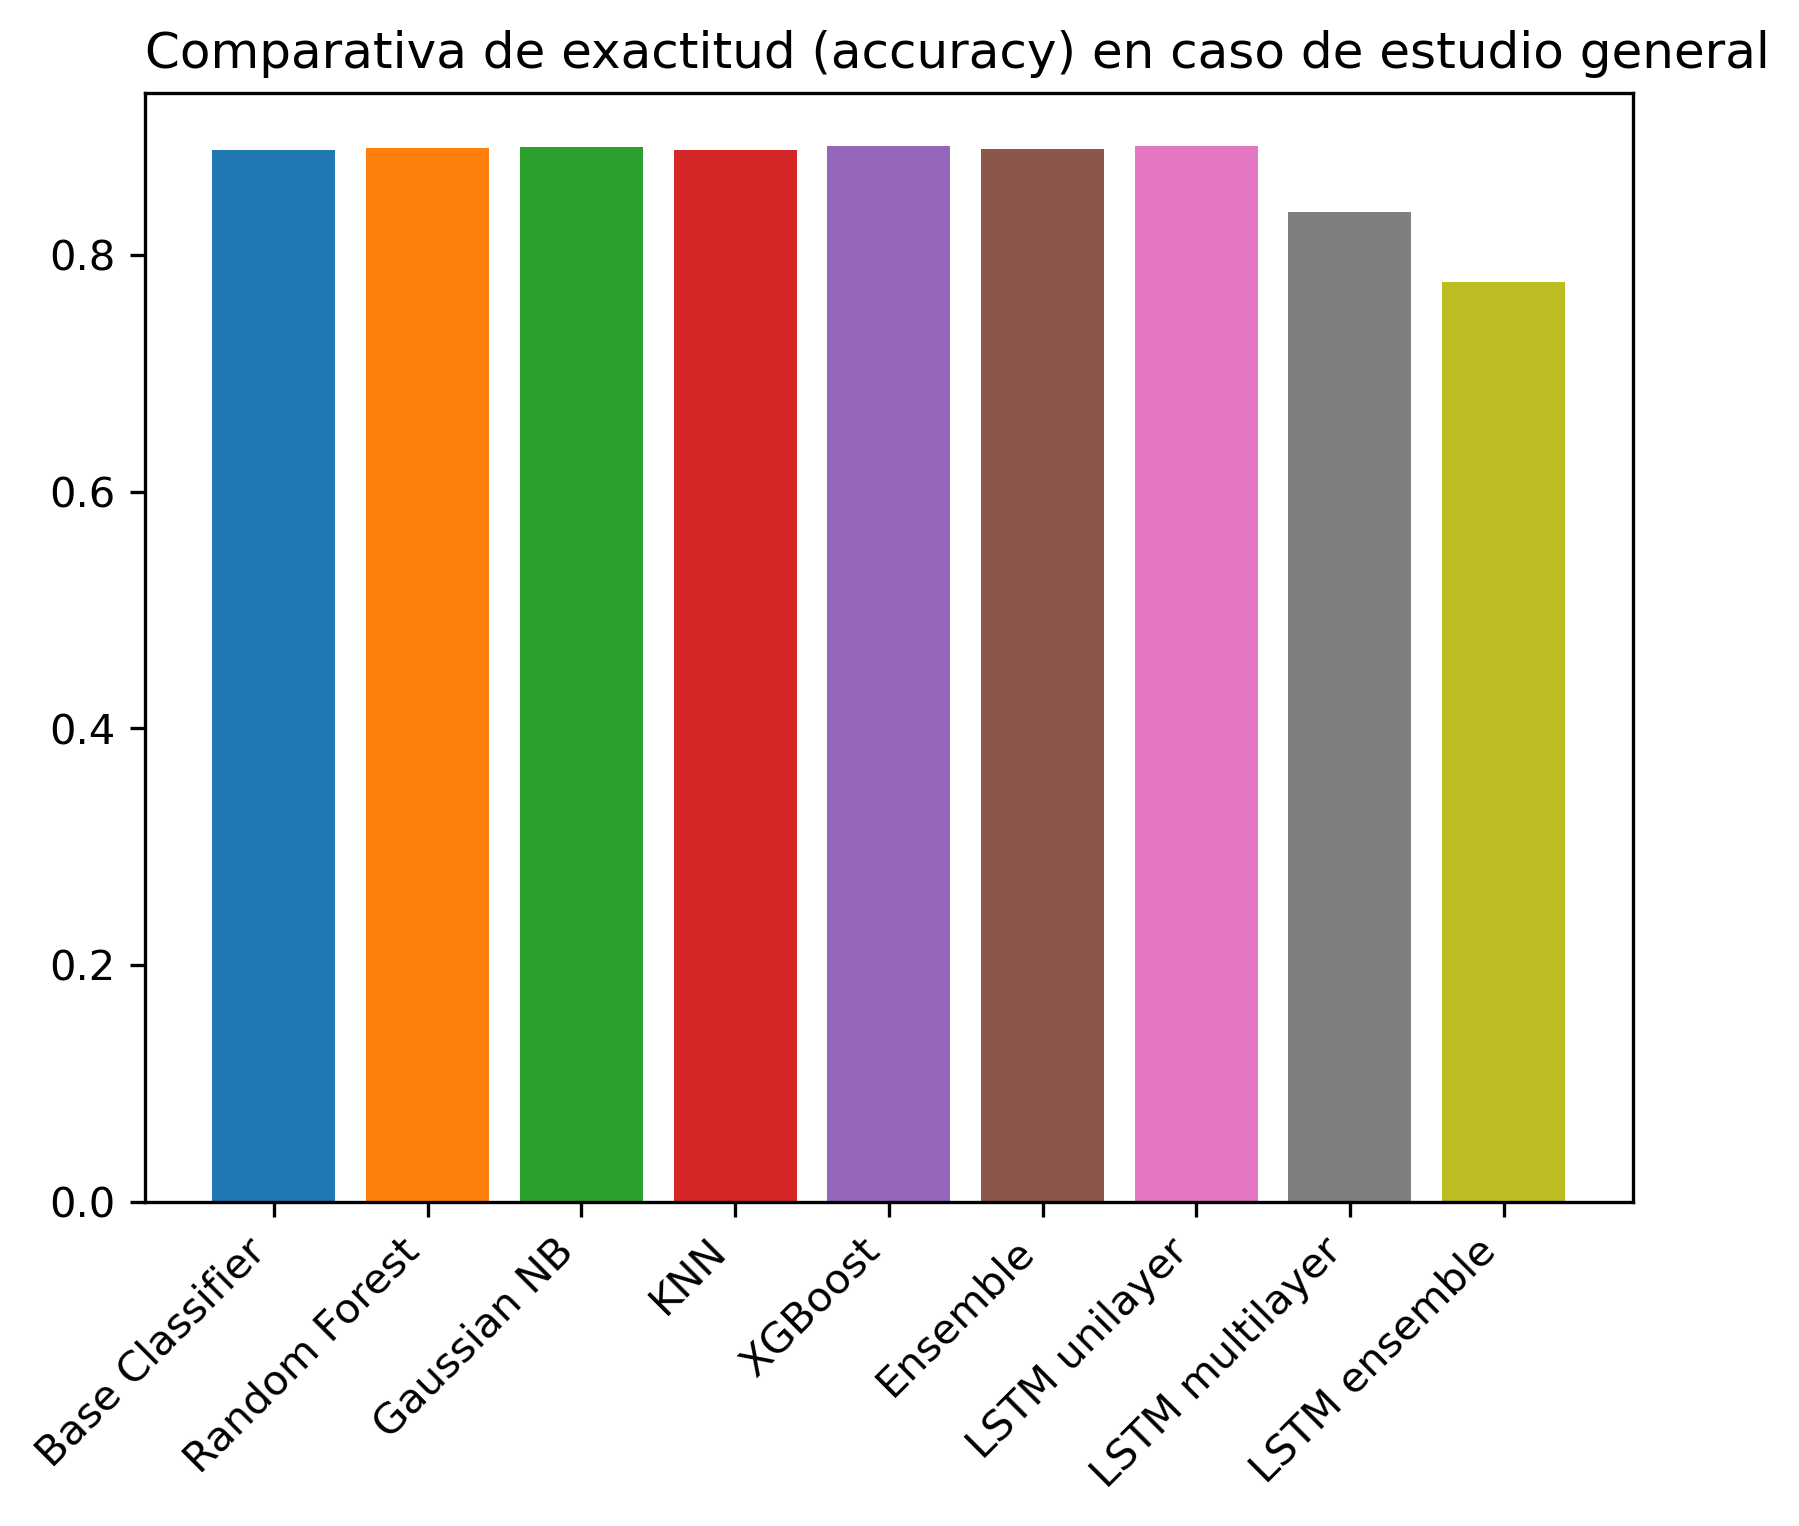 Comparativa de exactitud (accuracy) en caso de estudio general
0.8
0.6
0.4
0.2
0.0
Base Classifier
Random Forest
Gaussian NB
KNN
XGBoost
Ensemble
LSTM unilayer
LSTM multilayer
LSTM ensemble